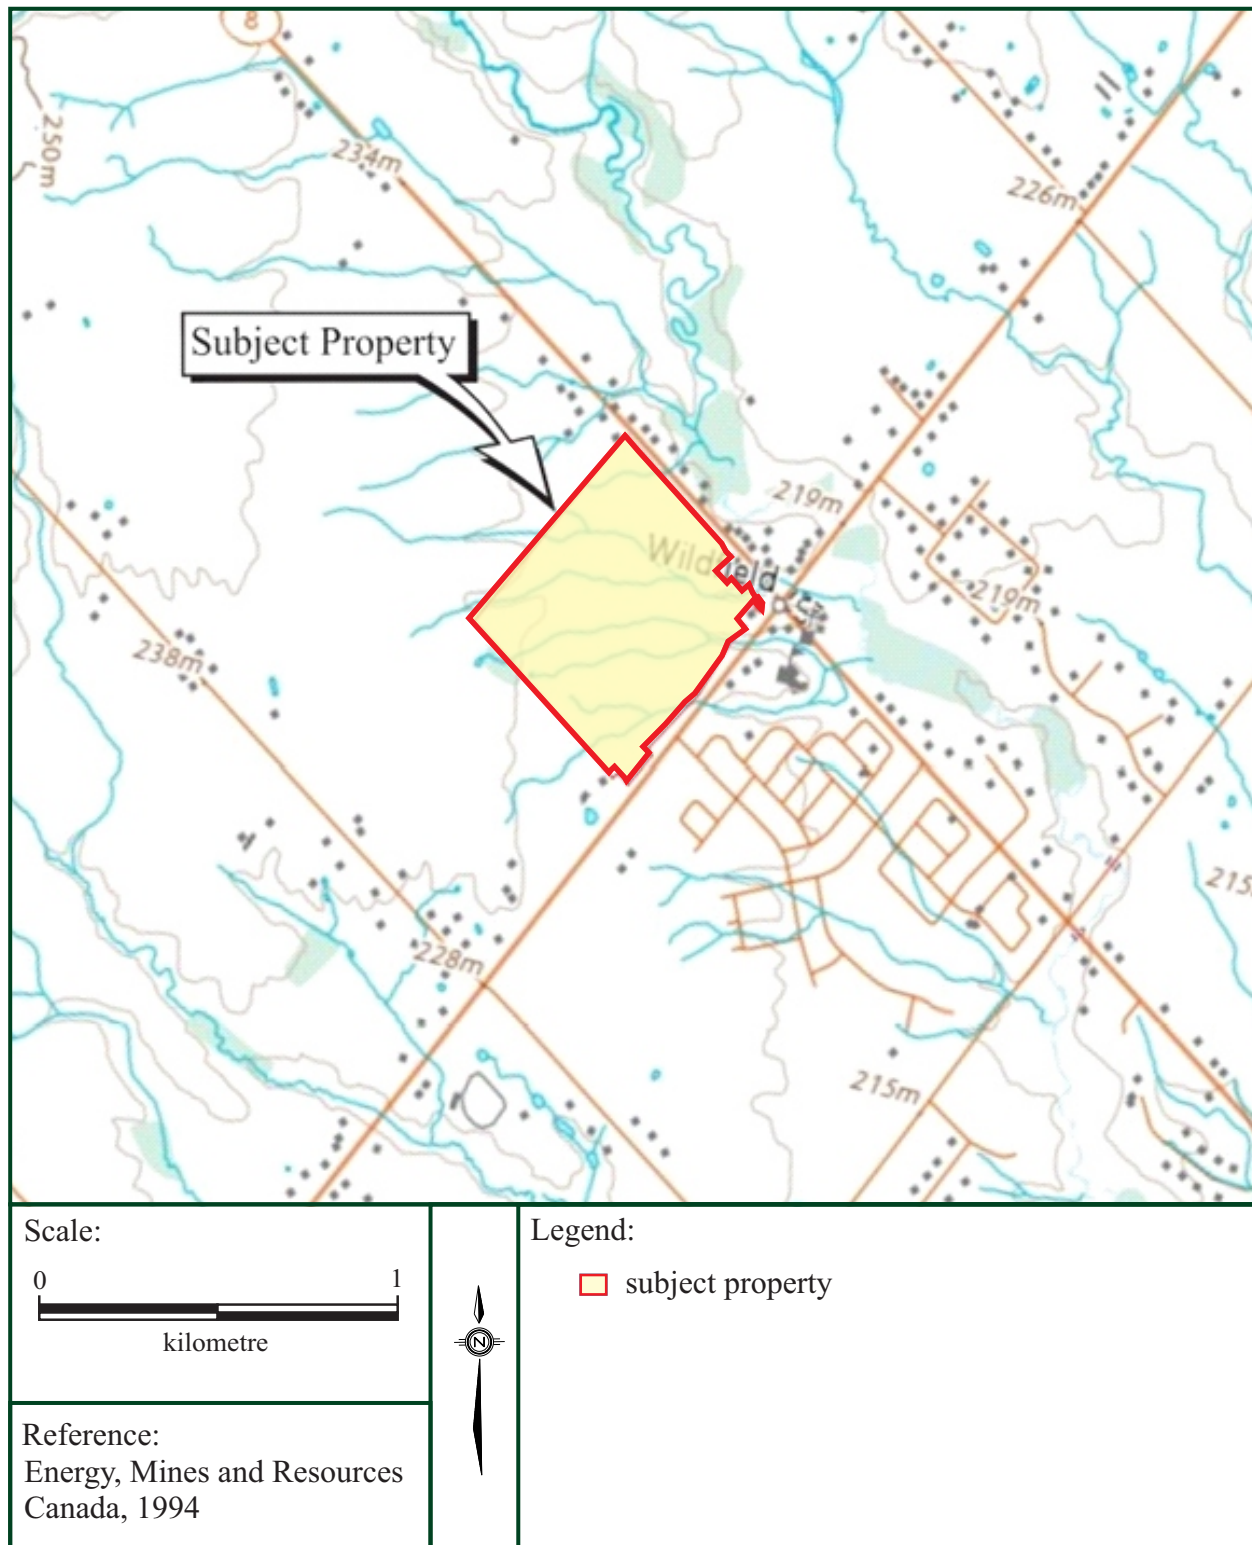 8
250m
234m
226m
Subject Property
219m
Wildfield
219m
238m
215
228m
215m
Scale:
0 1
kilometre
N
Legend:
subject property
Reference:
Energy, Mines and Resources
Canada, 1994